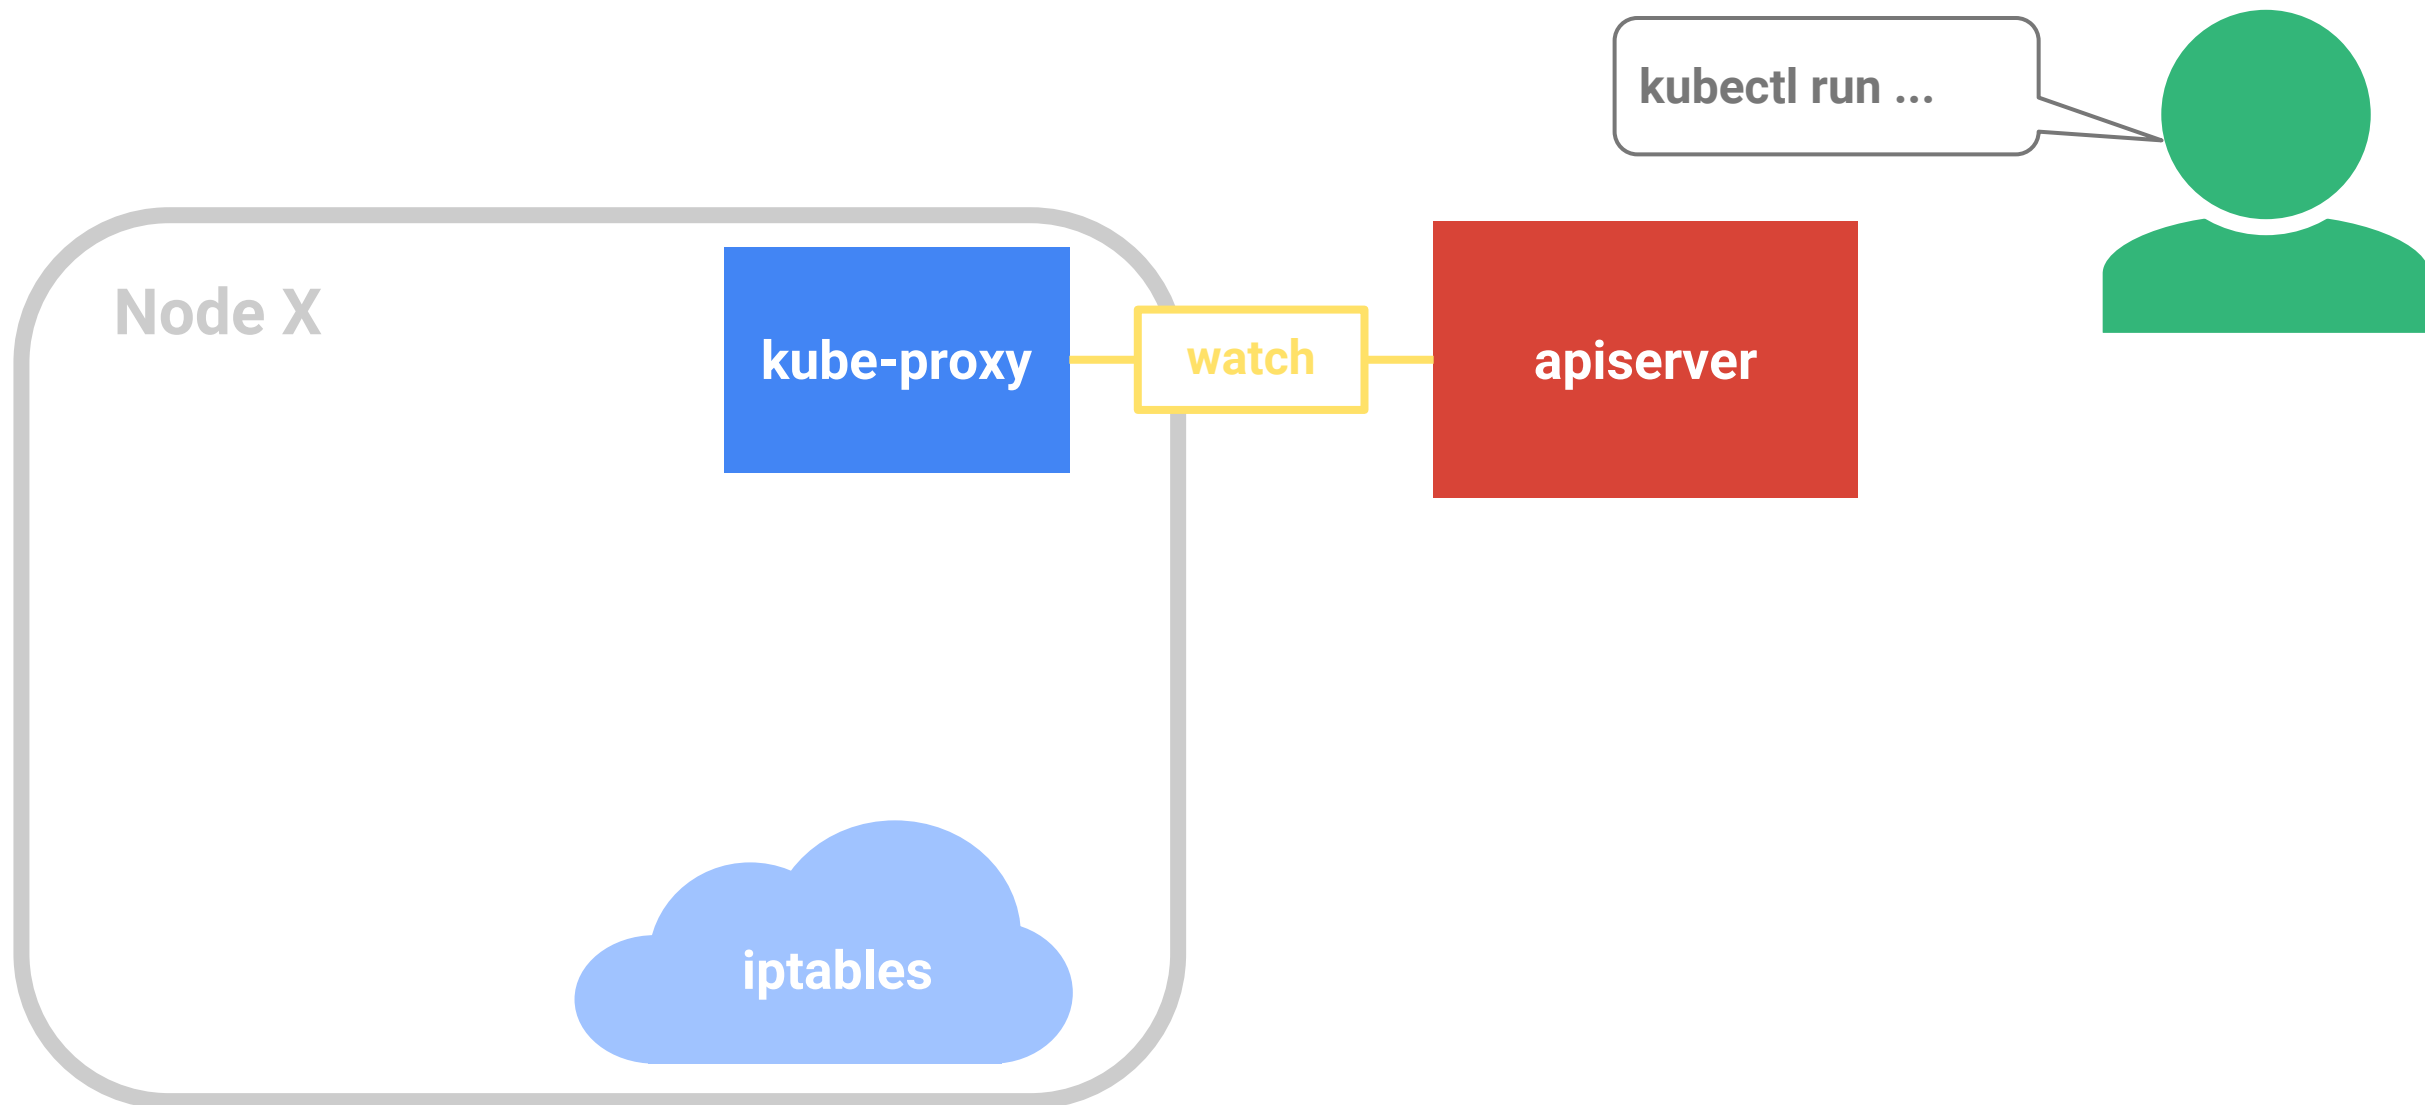 kubectl run ...
Node X
kube-proxy
watch
apiserver
iptables